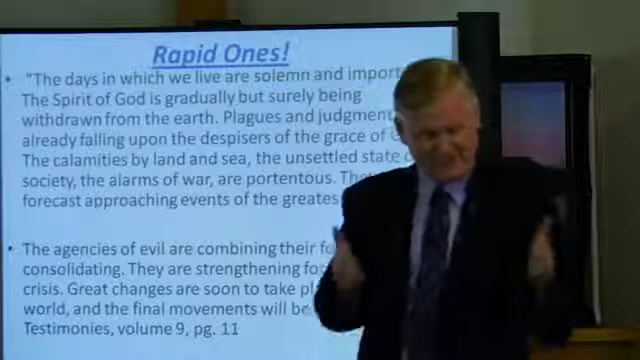 Rapid Ones!
• "The days in which we live are solemn and import
The Spirit of God is gradually but surely being
withdrawn from the earth. Plagues and judgment
already falling upon the despisers of the grace of
The calamities by land and sea, the unsettled state
society, the alarms of war, are portentous. The
forecast approaching events of the greates
• The agencies of evil are combining their fo
consolidating. They are strengthening fo
crisis. Great changes are soon to take pl
world, and the final movements will be
Testimonies, volume 9, pg. 11